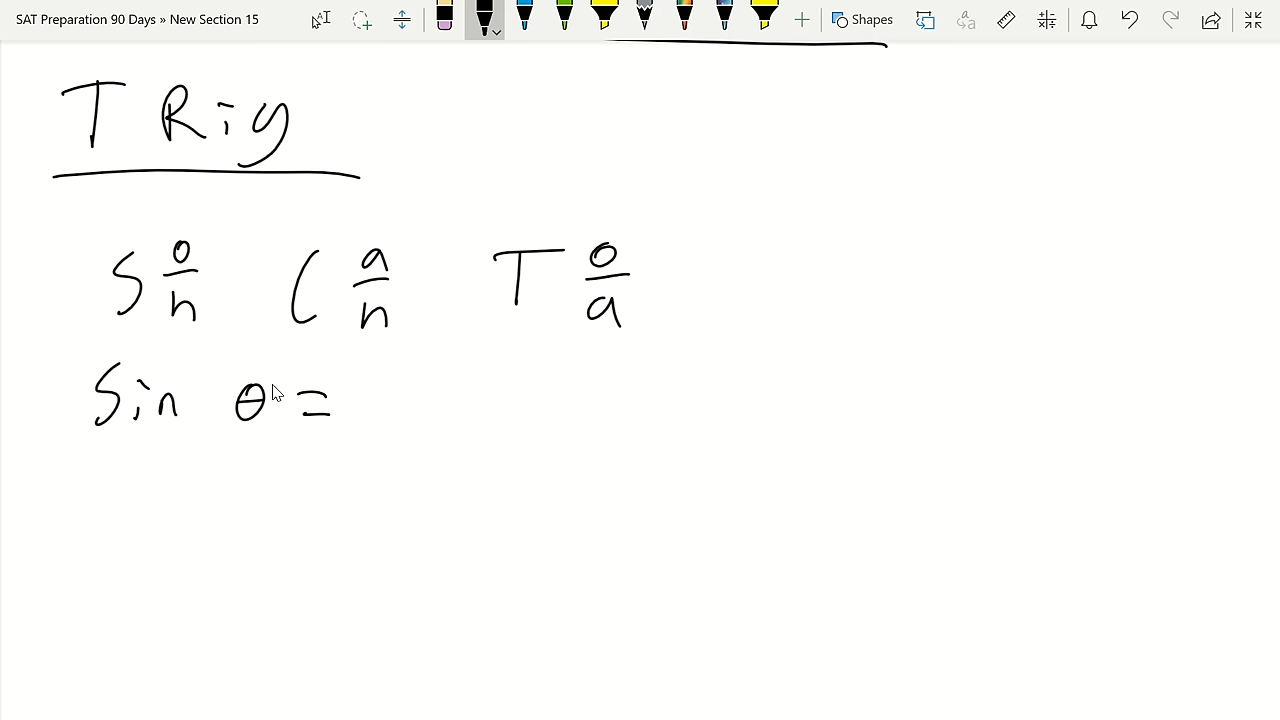 SAT Preparation 90 Days » New Section 15
Shapes
TRig
S o/h C a/h T o/a
Sin θ =